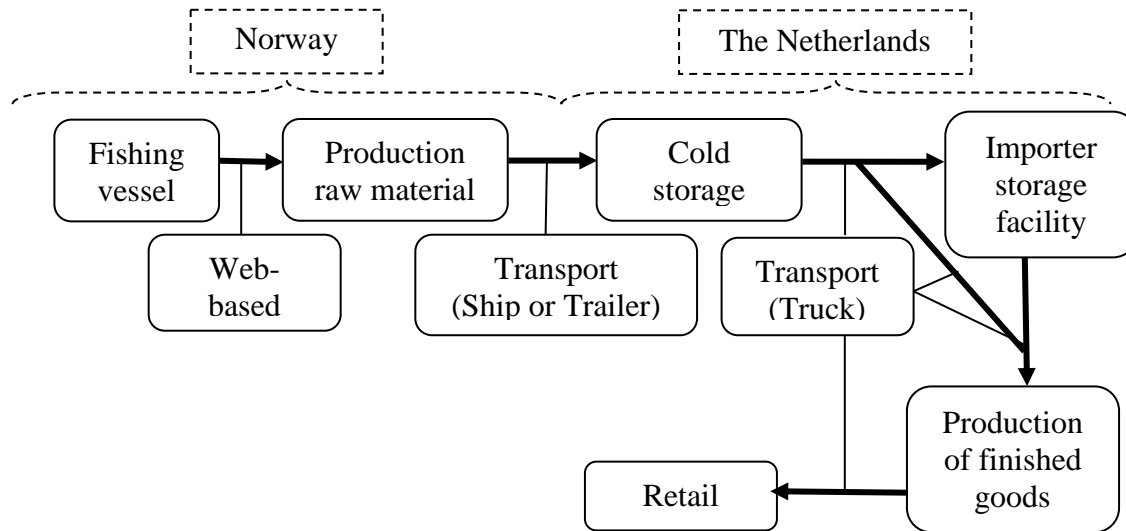 Norway
The Netherlands
Fishing
vessel
Production
raw material
Cold
storage
Importer
storage
facility
Web-
based
Transport
(Ship or Trailer)
Transport
(Truck)
Production
of finished
goods
Retail